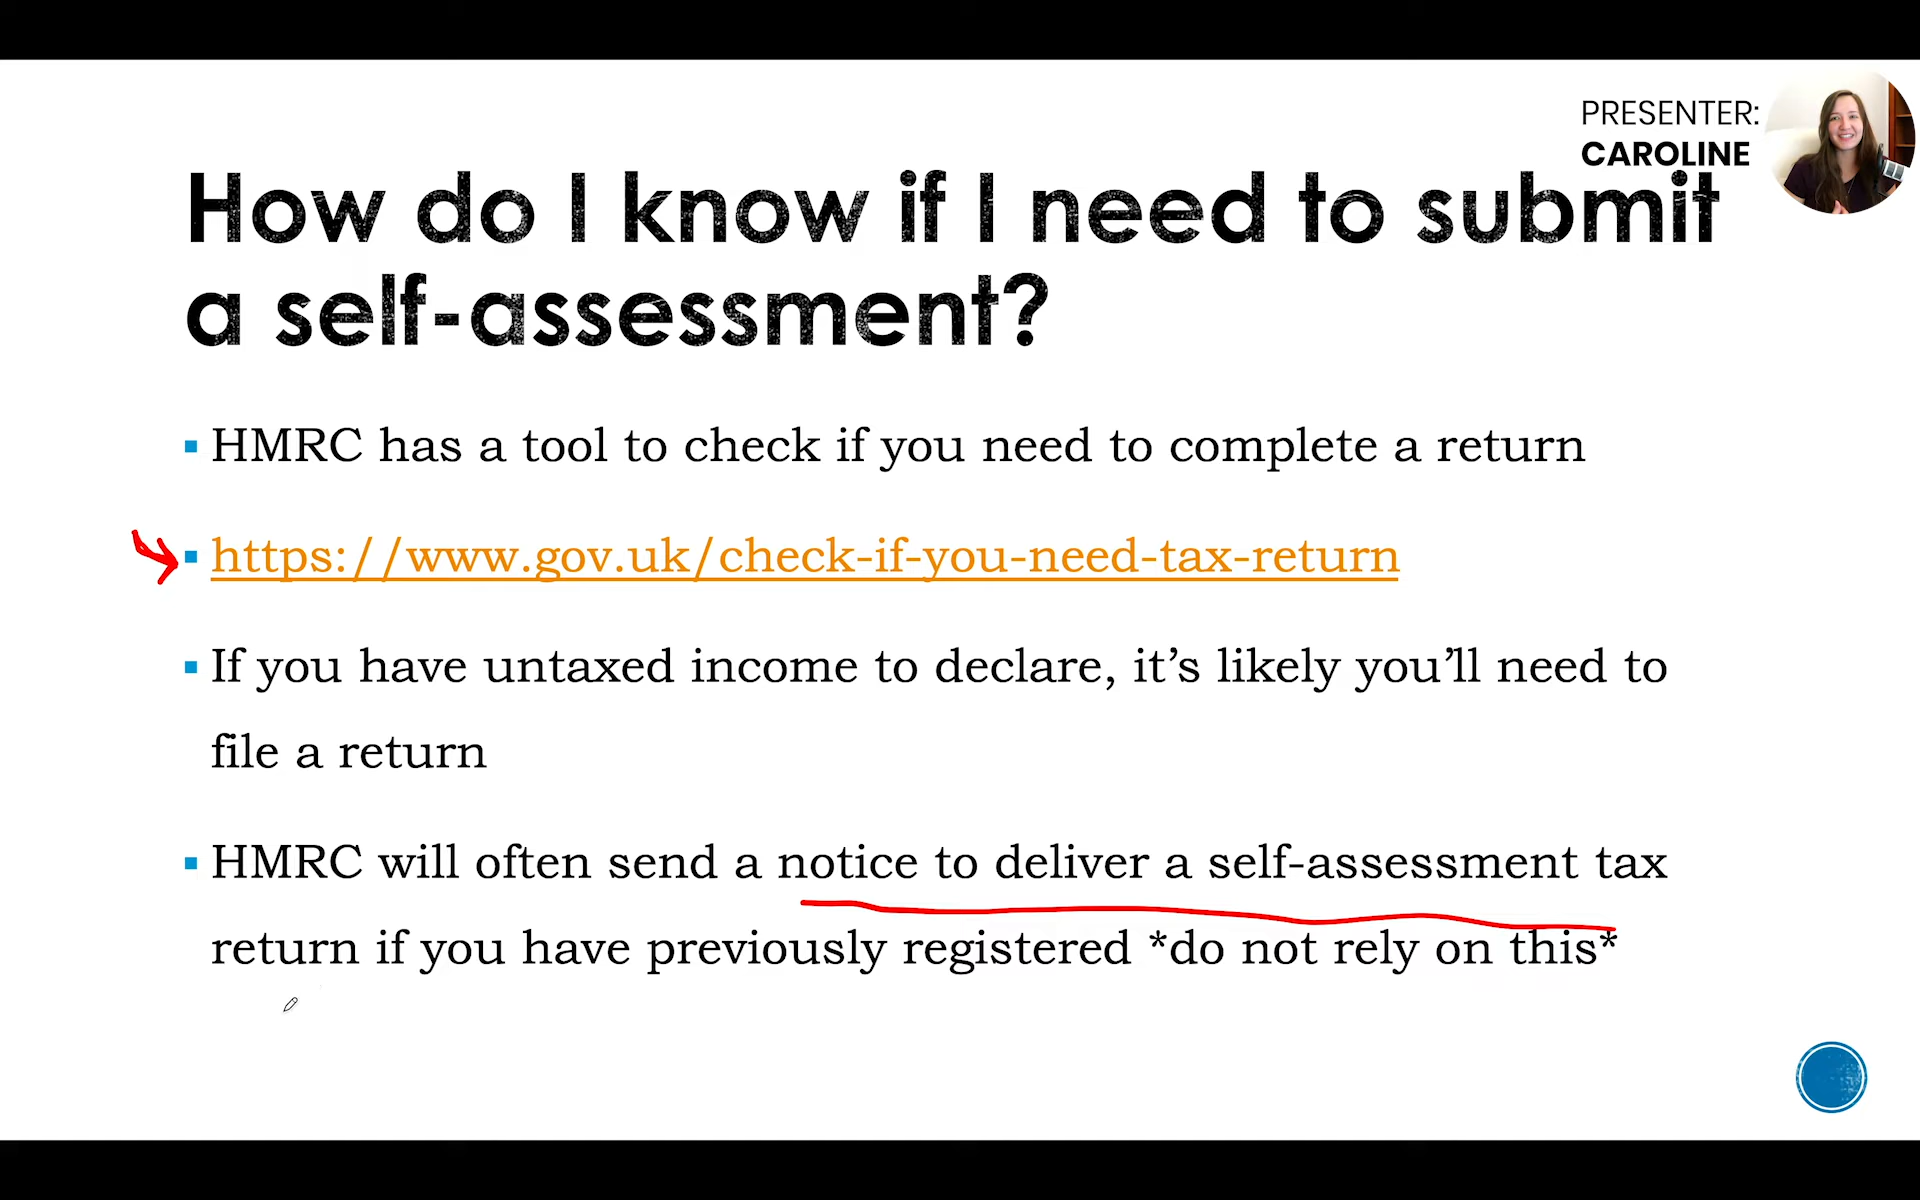 PRESENTER:
CAROLINE
How do I know if I need to submit
a self-assessment?
▪ HMRC has a tool to check if you need to complete a return
▪ https://www.gov.uk/check-if-you-need-tax-return
▪ If you have untaxed income to declare, it’s likely you’ll need to
file a return
▪ HMRC will often send a notice to deliver a self-assessment tax
return if you have previously registered *do not rely on this*